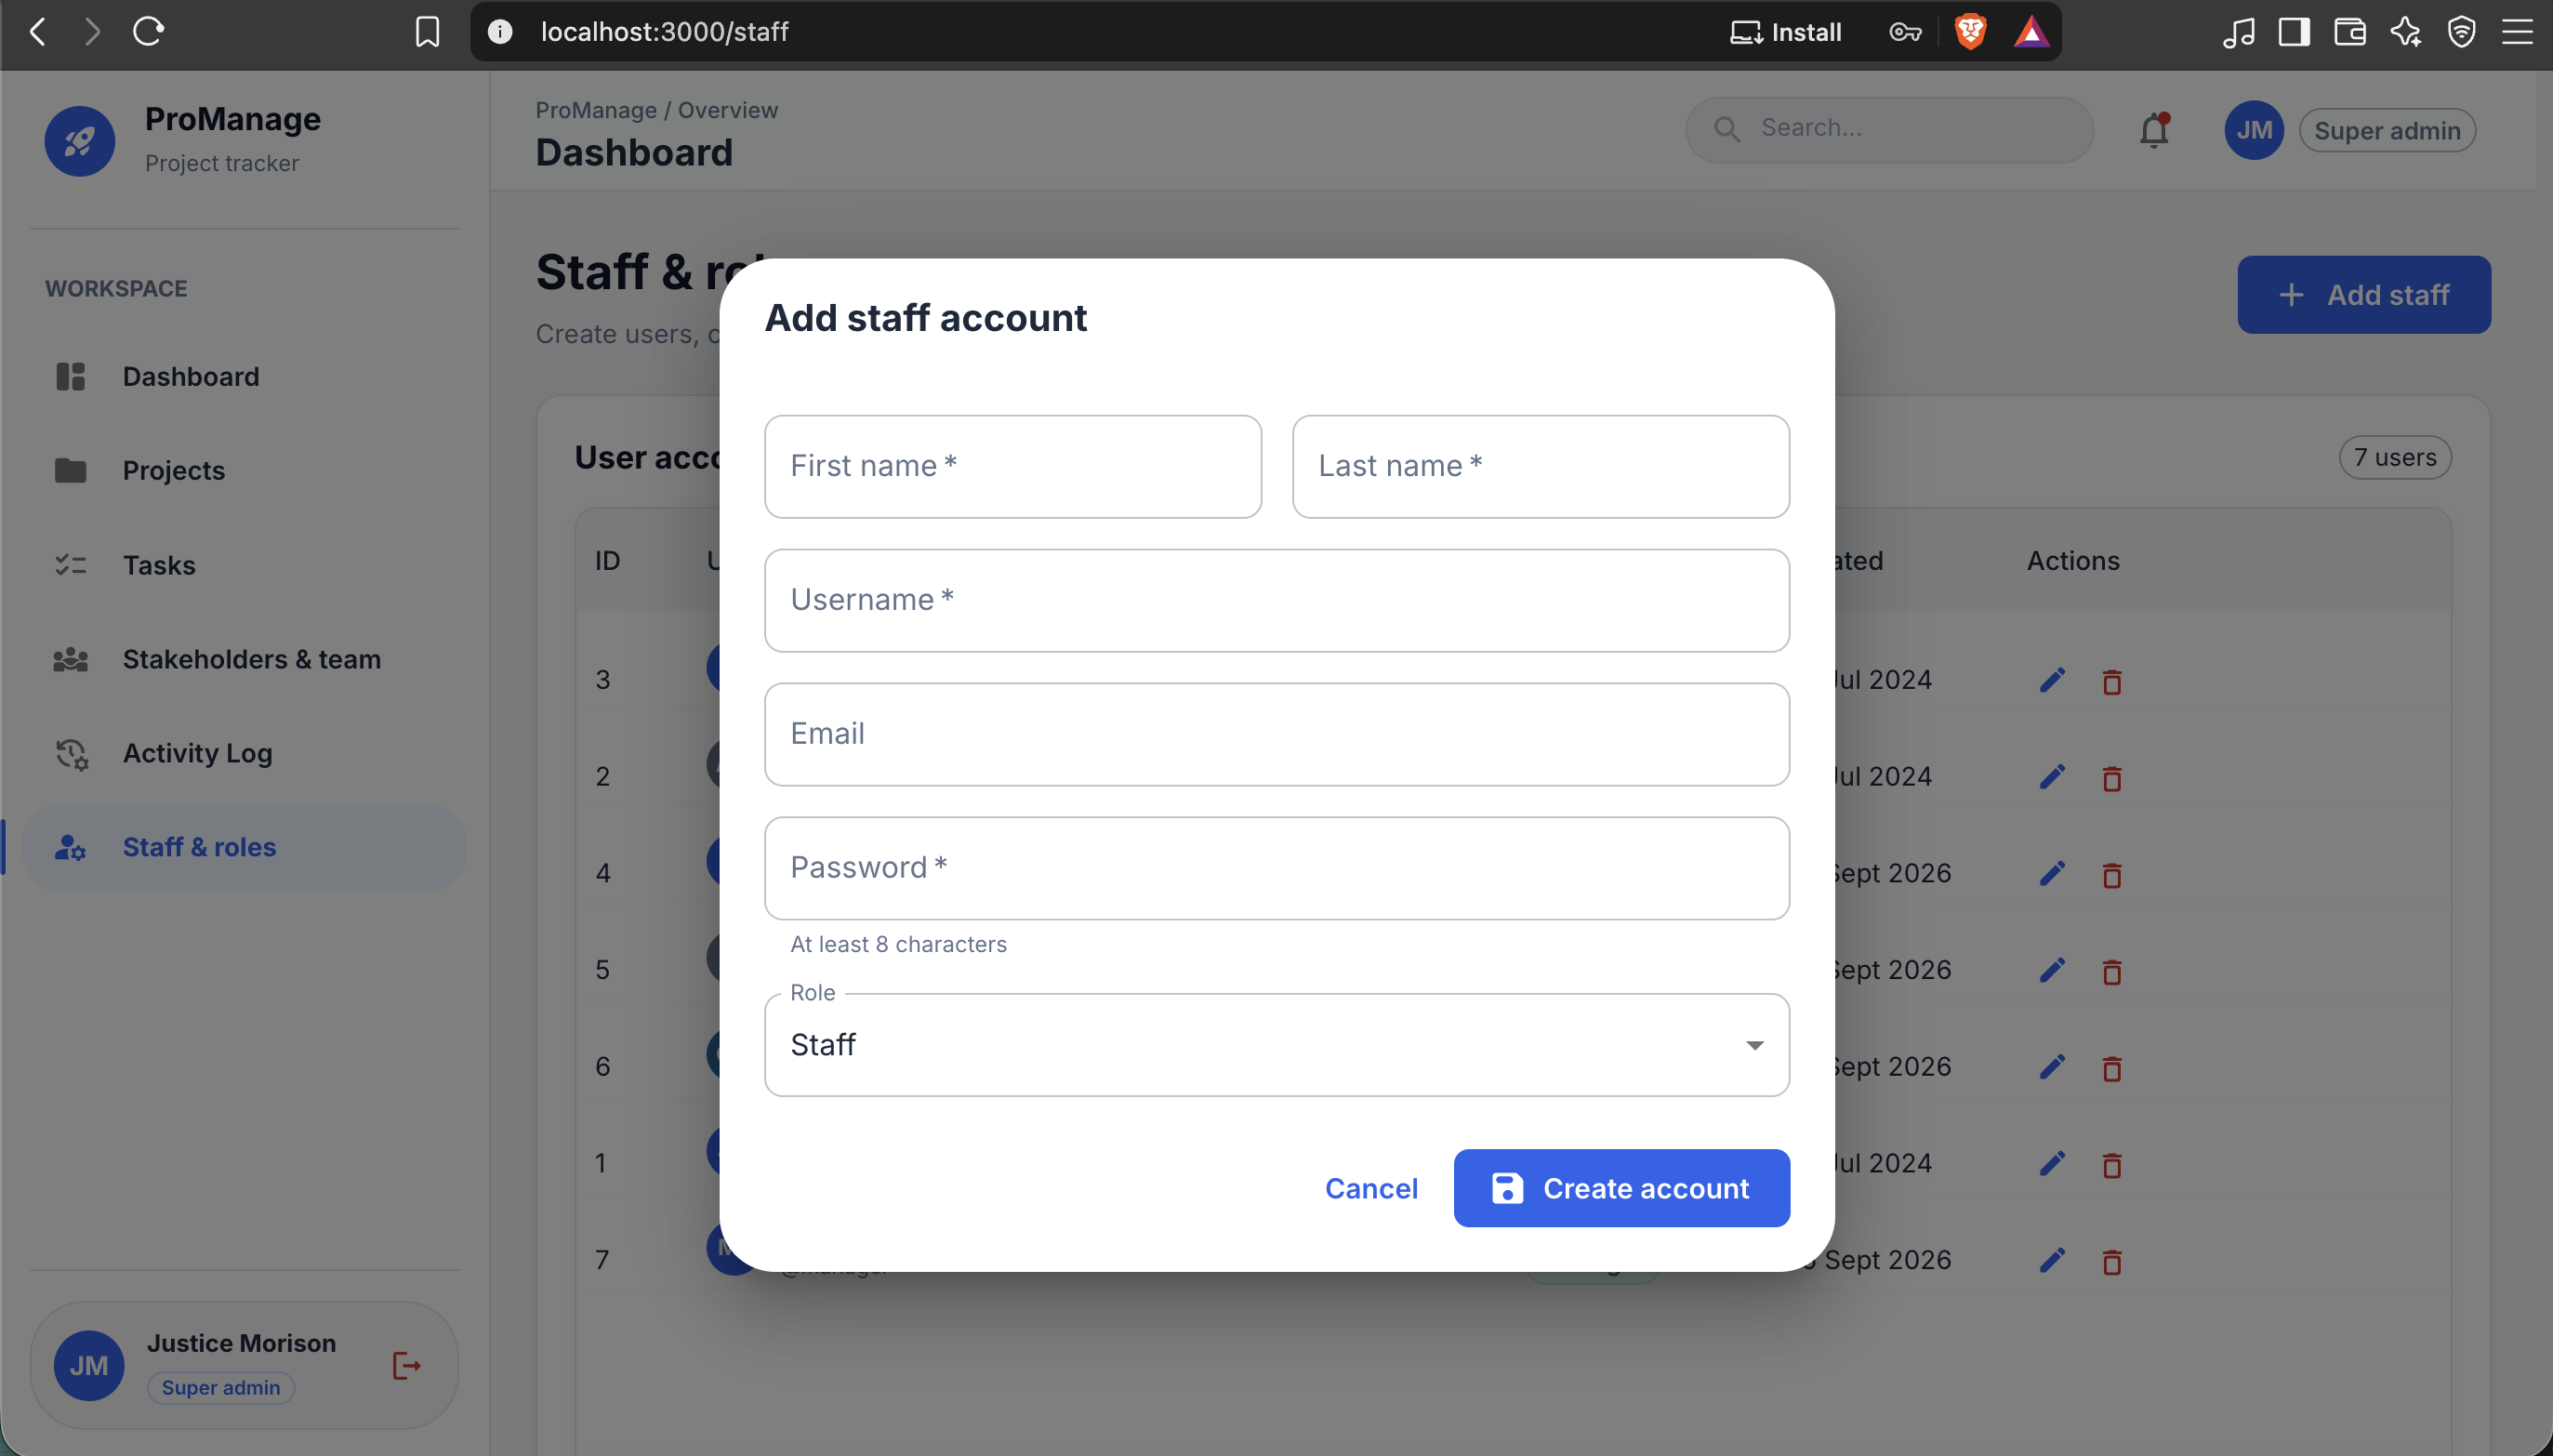 localhost:3000/staff
Install
ProManage
Project tracker
ProManage / Overview
Dashboard
Search...
JM
Super admin
WORKSPACE
Dashboard
Projects
Tasks
Stakeholders & team
Activity Log
Staff & roles
Justice Morison
JM
Super admin
Staff &
Create users,
Add staff
User
7 users
ID
Actions
3
Jul 2024
2
Jul 2024
4
Sept 2026
5
Sept 2026
6
Sept 2026
1
Jul 2024
7
Sept 2026
Add staff account
First name *
Last name *
Username *
Email
Password *
At least 8 characters
Role
Staff
Cancel
Create account